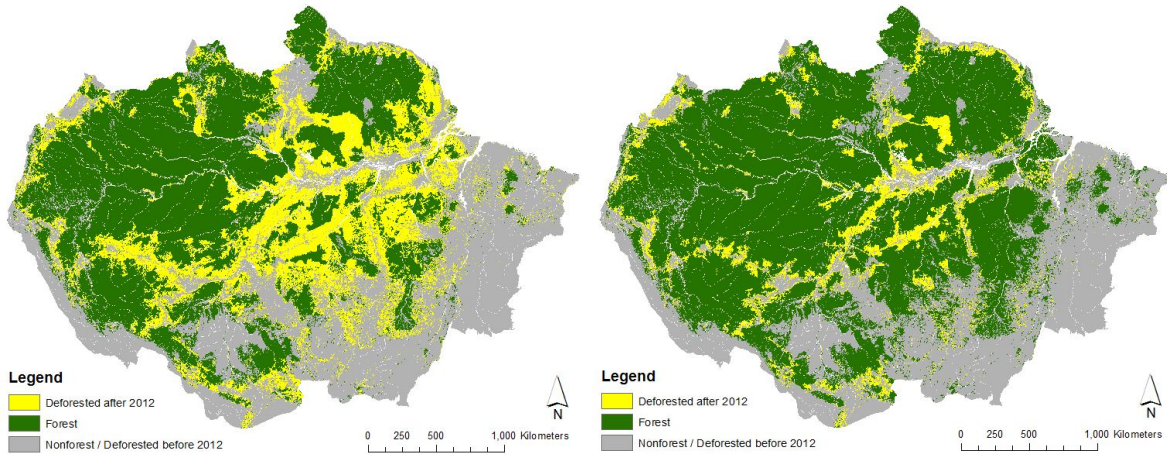 Legend
Deforested after 2012
Forest
Nonforest / Deforested before 2012
N
0 250 500 1,000 Kilometers
Legend
Deforested after 2012
Forest
Nonforest / Deforested before 2012
N
0 250 500 1,000 Kilometers